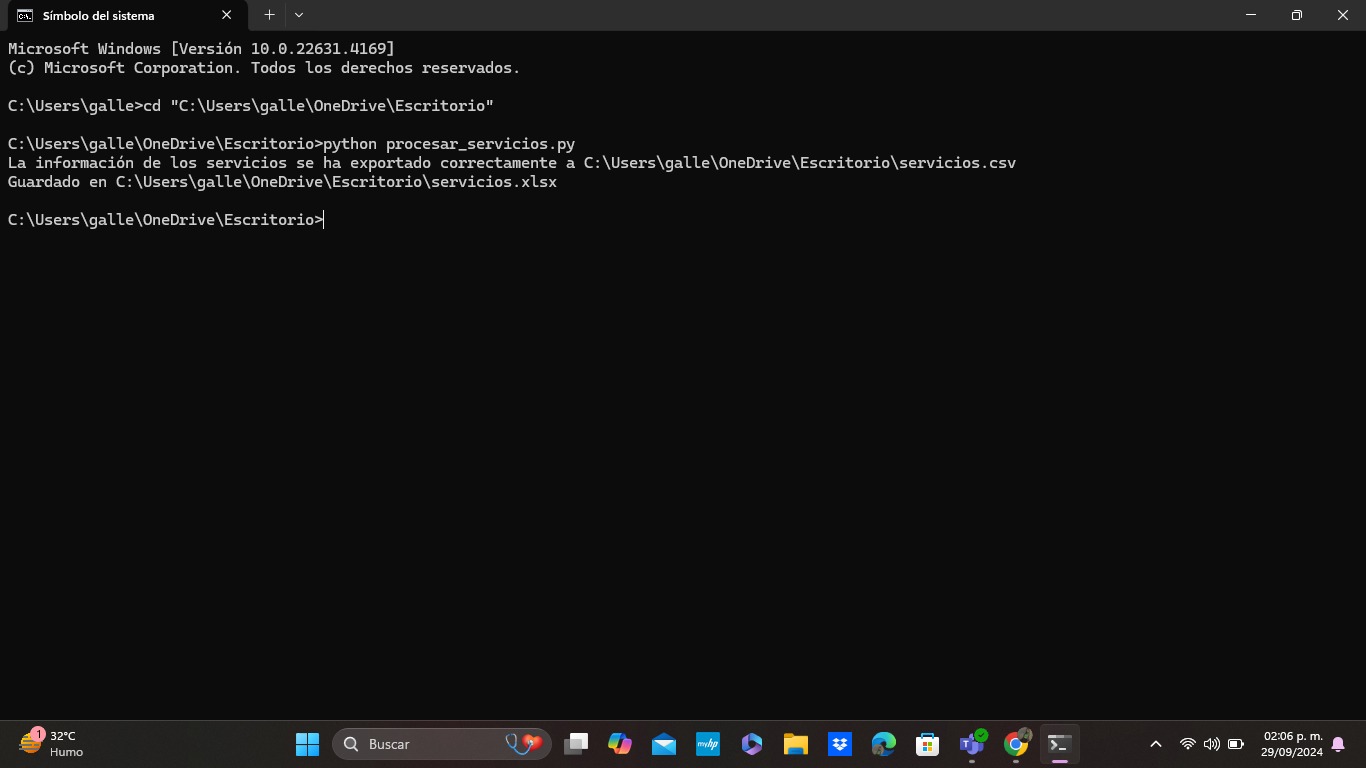 Símbolo del sistema
Microsoft Windows [Versión 10.0.22631.4169]
(c) Microsoft Corporation. Todos los derechos reservados.
C:\Users\galle>cd "C:\Users\galle\OneDrive\Escritorio"
C:\Users\galle\OneDrive\Escritorio>python procesar_servicios.py
La información de los servicios se ha exportado correctamente a C:\Users\galle\OneDrive\Escritorio\servicios.csv
Guardado en C:\Users\galle\OneDrive\Escritorio\servicios.xlsx
C:\Users\galle\OneDrive\Escritorio>
1
32°C
Humo
Buscar
myhp
02:06 p. m.
29/09/2024